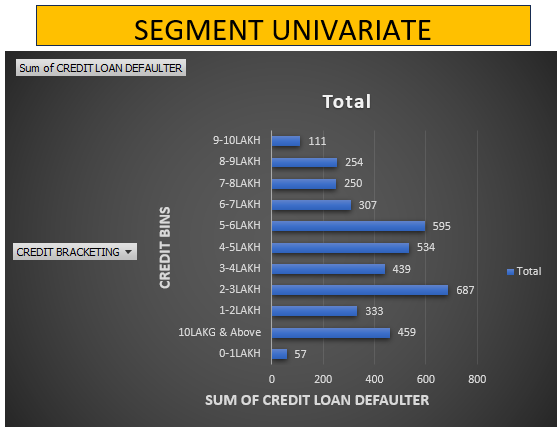 SEGMENT UNIVARIATE
Sum of CREDIT LOAN DEFAULTER
Total
9-10LAKH 111
8-9LAKH 254
7-8LAKH 250
6-7LAKH 307
5-6LAKH 595
4-5LAKH 534
3-4LAKH 439
2-3LAKH 687
1-2LAKH 333
10LAKG & Above 459
0-1LAKH 57
CREDIT BINS
CREDIT BRACKETING
Total
0 200 400 600 800
SUM OF CREDIT LOAN DEFAULTER